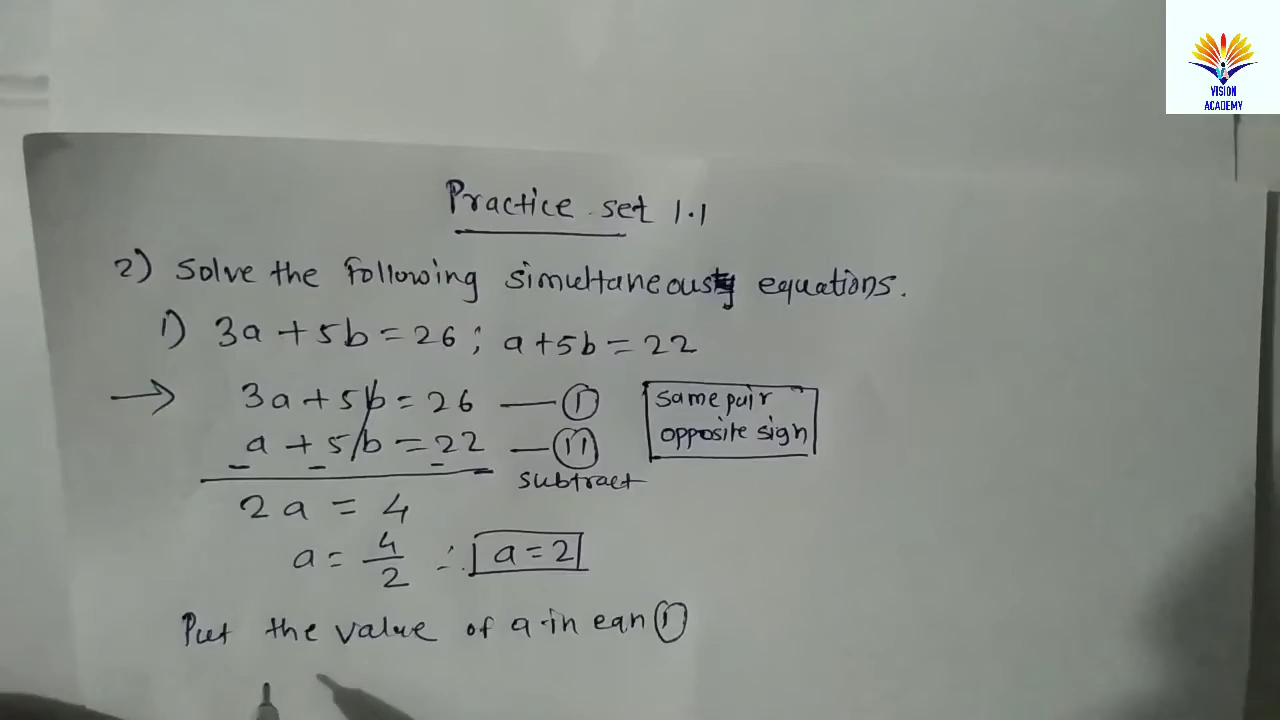 VISION
ACADEMY
Practice set 1.1
2) Solve the following simultaneous equations.
1) 3a + 5b = 26 ; a + 5b = 22
→ 3a + 5b = 26 — (I)
a + 5b = 22 — (II)
- - -
subtract
same pair
opposite sign
2a = 4
a = 4/2 ∴ a = 2
Put the value of a in eqn (I)